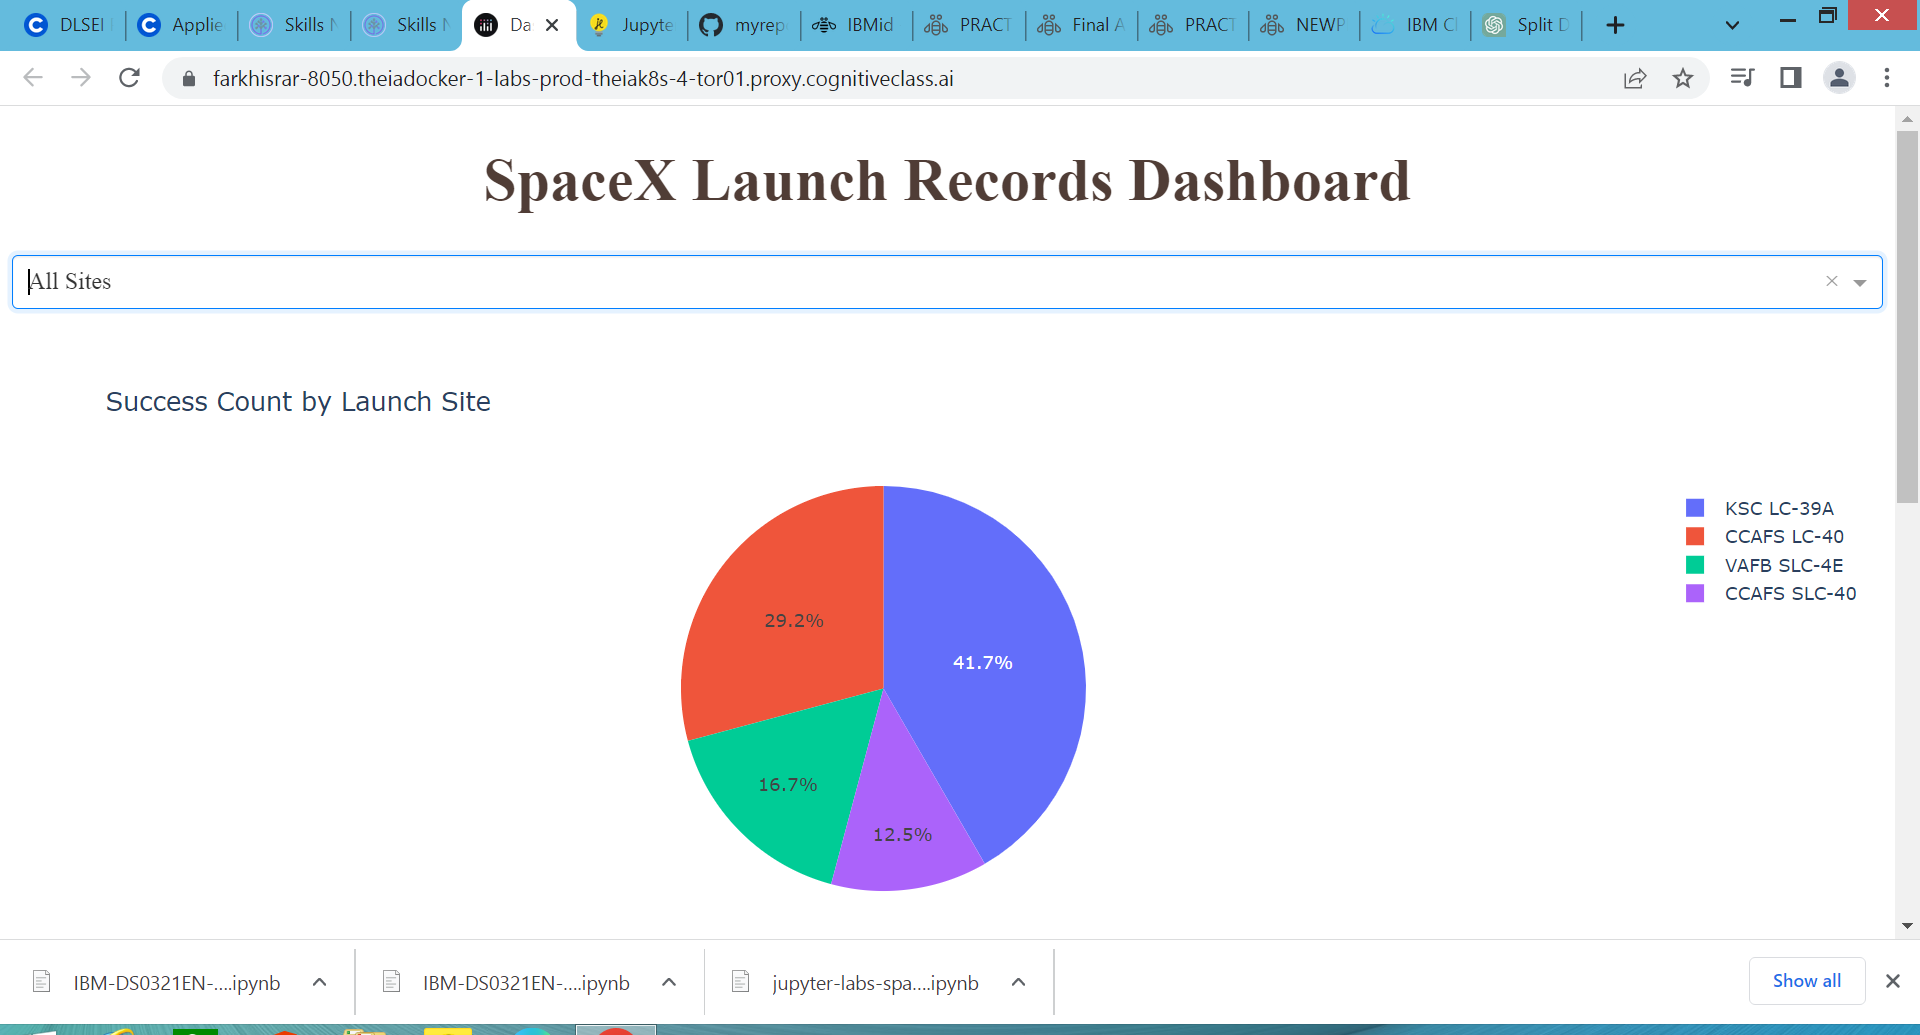 DLSEI
Applie
Skills N
Skills N
Da
Jupyte
myrep
IBMid
PRACT
Final A
PRACT
NEWP
IBM Cl
Split D
farkhisrar-8050.theiadocker-1-labs-prod-theiak8s-4-tor01.proxy.cognitiveclass.ai
SpaceX Launch Records Dashboard
All Sites
Success Count by Launch Site
KSC LC-39A
CCAFS LC-40
VAFB SLC-4E
CCAFS SLC-40
29.2%
41.7%
16.7%
12.5%
IBM-DS0321EN-....ipynb
IBM-DS0321EN-....ipynb
jupyter-labs-spa....ipynb
Show all